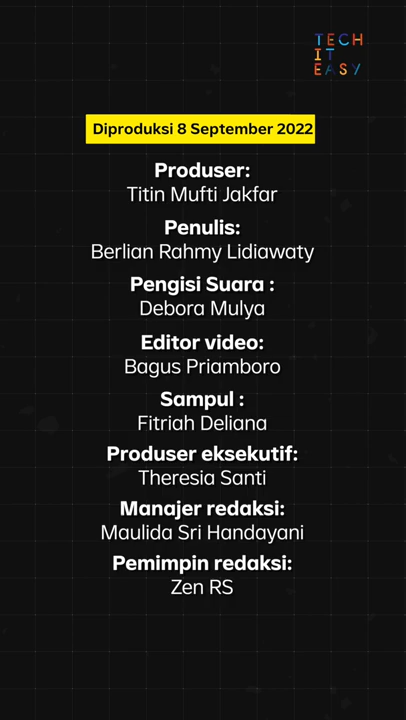 TECH
IT
EASY
Diproduksi 8 September 2022
Produser:
Titin Mufti Jakfar
Penulis:
Berlian Rahmy Lidiawaty
Pengisi Suara :
Debora Mulya
Editor video:
Bagus Priamboro
Sampul :
Fitriah Deliana
Produser eksekutif:
Theresia Santi
Manajer redaksi:
Maulida Sri Handayani
Pemimpin redaksi:
Zen RS